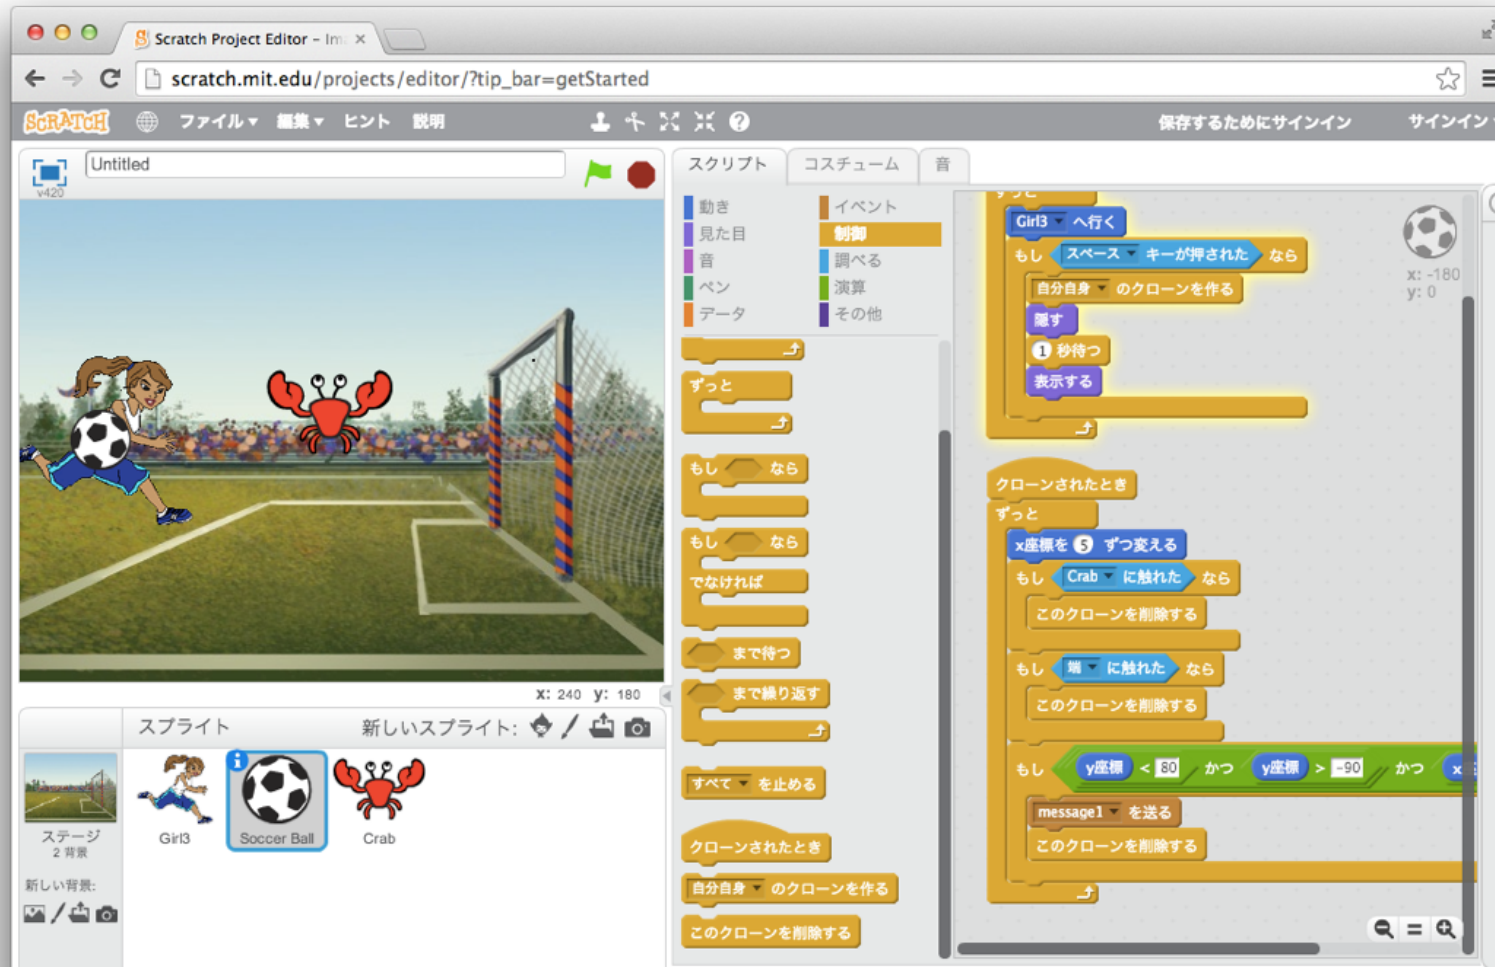 Scratch Project Editor – Im
scratch.mit.edu/projects/editor/?tip_bar=getStarted
SCRATCH ファイル 編集 ヒント 説明 保存するためにサインイン サインイン
v420
Untitled
スクリプト コスチューム 音
動き イベント
見た目 制御
音 調べる
ペン 演算
データ その他
ずっと
もし なら
もし なら
でなければ
まで待つ
まで繰り返す
すべて を止める
クローンされたとき
自分自身 のクローンを作る
このクローンを削除する
ずっと
Girl3 へ行く
もし スペース キーが押された なら
自分自身 のクローンを作る
隠す
1 秒待つ
表示する
クローンされたとき
ずっと
x座標を 5 ずつ変える
もし Crab に触れた なら
このクローンを削除する
もし 端 に触れた なら
このクローンを削除する
もし y座標 < 80 かつ y座標 > -90 かつ
message1 を送る
このクローンを削除する
x: -180
y: 0
x: 240 y: 180
スプライト 新しいスプライト:
ステージ
2 背景
新しい背景:
Girl3
Soccer Ball
Crab